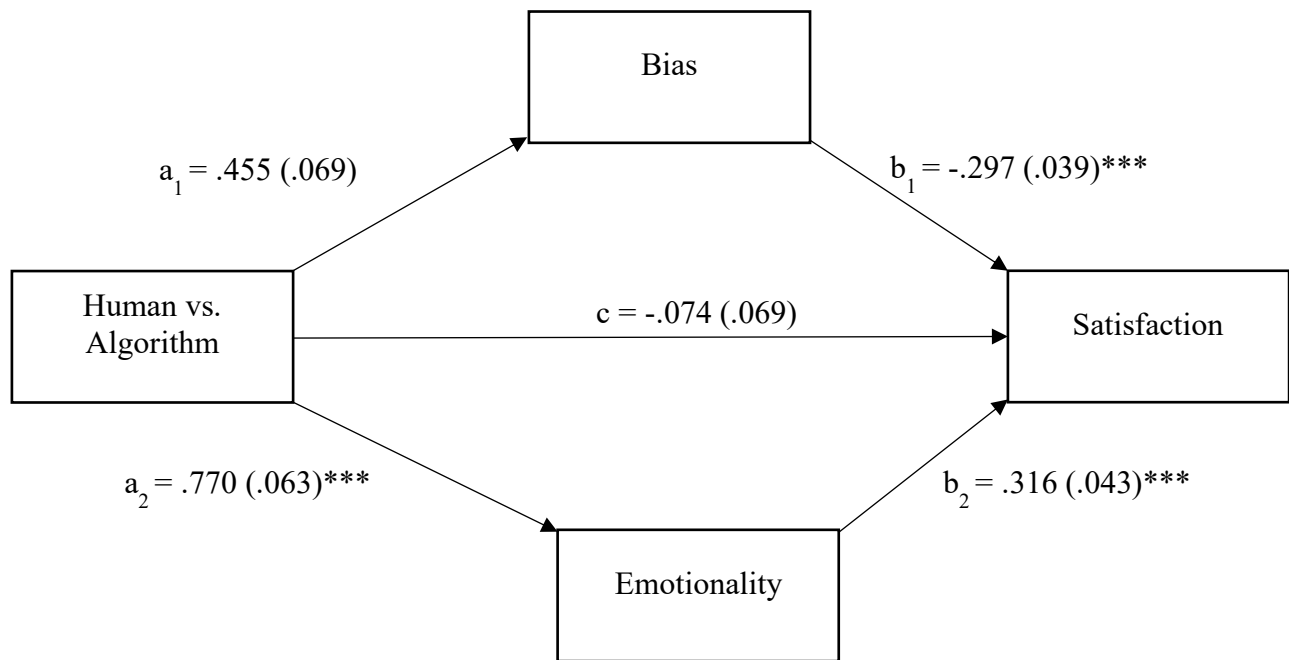 Bias
a₁ = .455 (.069)
b₁ = -.297 (.039)***
Human vs.
Algorithm
c = -.074 (.069)
Satisfaction
a₂ = .770 (.063)***
b₂ = .316 (.043)***
Emotionality